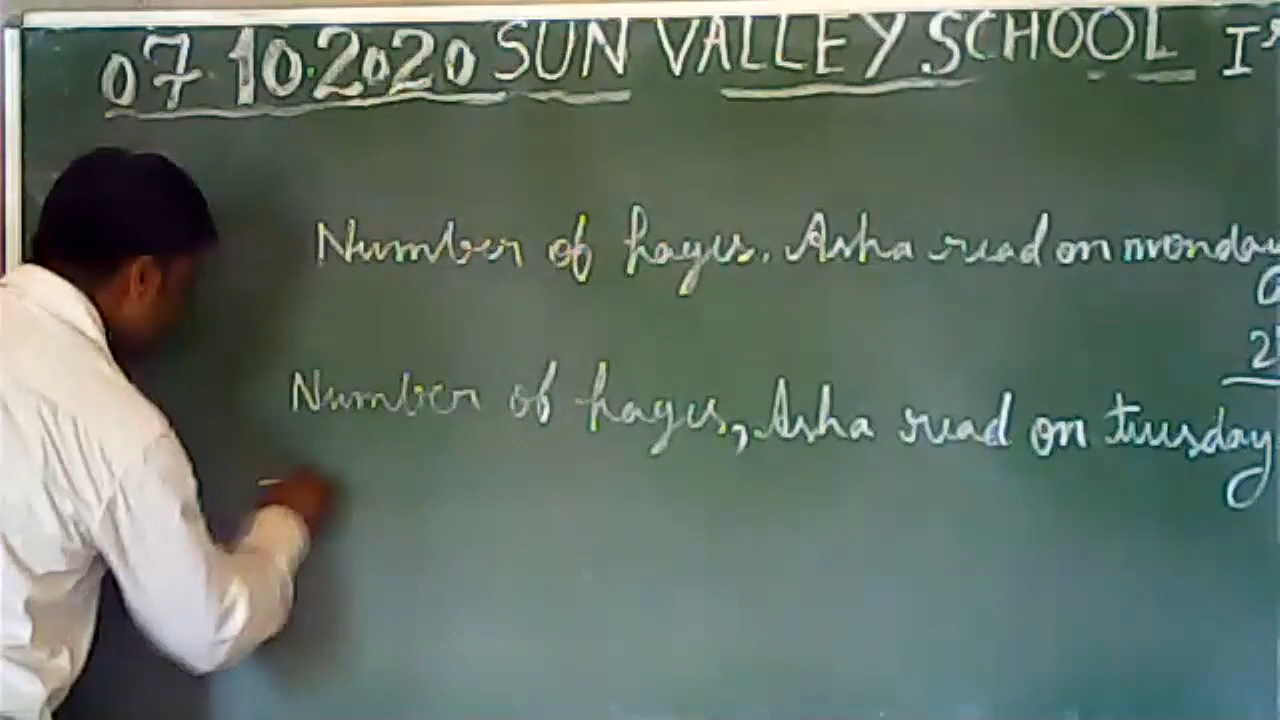 07.10.2020 SUN VALLEY SCHOOL
Number of pages. Asha read on monday
Number of pages, Asha read on tuesday